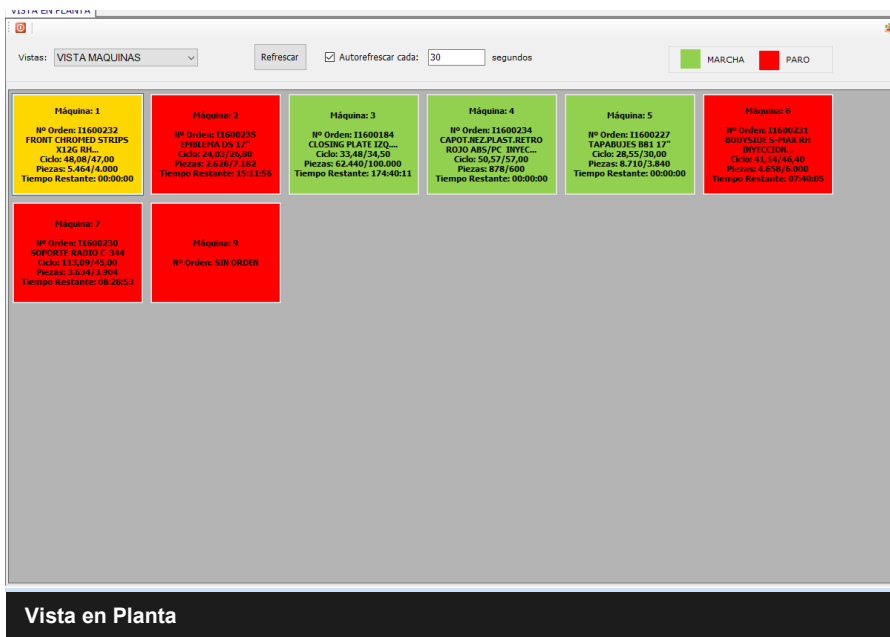 VISTA EN PLANTA
Vistas: VISTA MAQUINAS Refrescar Autorefrescar cada: 30 segundos MARCHA PARO
Máquina: 1
Nº Orden: I1600232
FRONT CHROMED STRIPS
X12G RH...
Ciclo: 48,08/47,00
Piezas: 5.464/4.000
Tiempo Restante: 00:00:00
Máquina: 2
Nº Orden: I1600235
EMBLEMA DS 17"
Ciclo: 24,03/26,80
Piezas: 2.626/7.182
Tiempo Restante: 15:11:56
Máquina: 3
Nº Orden: I1600184
CLOSING PLATE IZQ....
Ciclo: 33,48/34,50
Piezas: 62.440/100.000
Tiempo Restante: 174:40:11
Máquina: 4
Nº Orden: I1600234
CAPOT.NEZ.PLAST.RETRO
ROJO ABS/PC INYEC...
Ciclo: 50,57/57,00
Piezas: 878/600
Tiempo Restante: 00:00:00
Máquina: 5
Nº Orden: I1600227
TAPABUJES B81 17"
Ciclo: 28,55/30,00
Piezas: 8.710/3.840
Tiempo Restante: 00:00:00
Máquina: 6
Nº Orden: I1600231
BODYSIDE S-MAX RH
INYECCION...
Ciclo: 41,14/46,40
Piezas: 4.658/6.000
Tiempo Restante: 07:40:05
Máquina: 7
Nº Orden: I1600230
SOPORTE RADIO C-344
Ciclo: 113,09/45,00
Piezas: 3.634/3.904
Tiempo Restante: 06:28:53
Máquina: 9
Nº Orden: SIN ORDEN
Vista en Planta